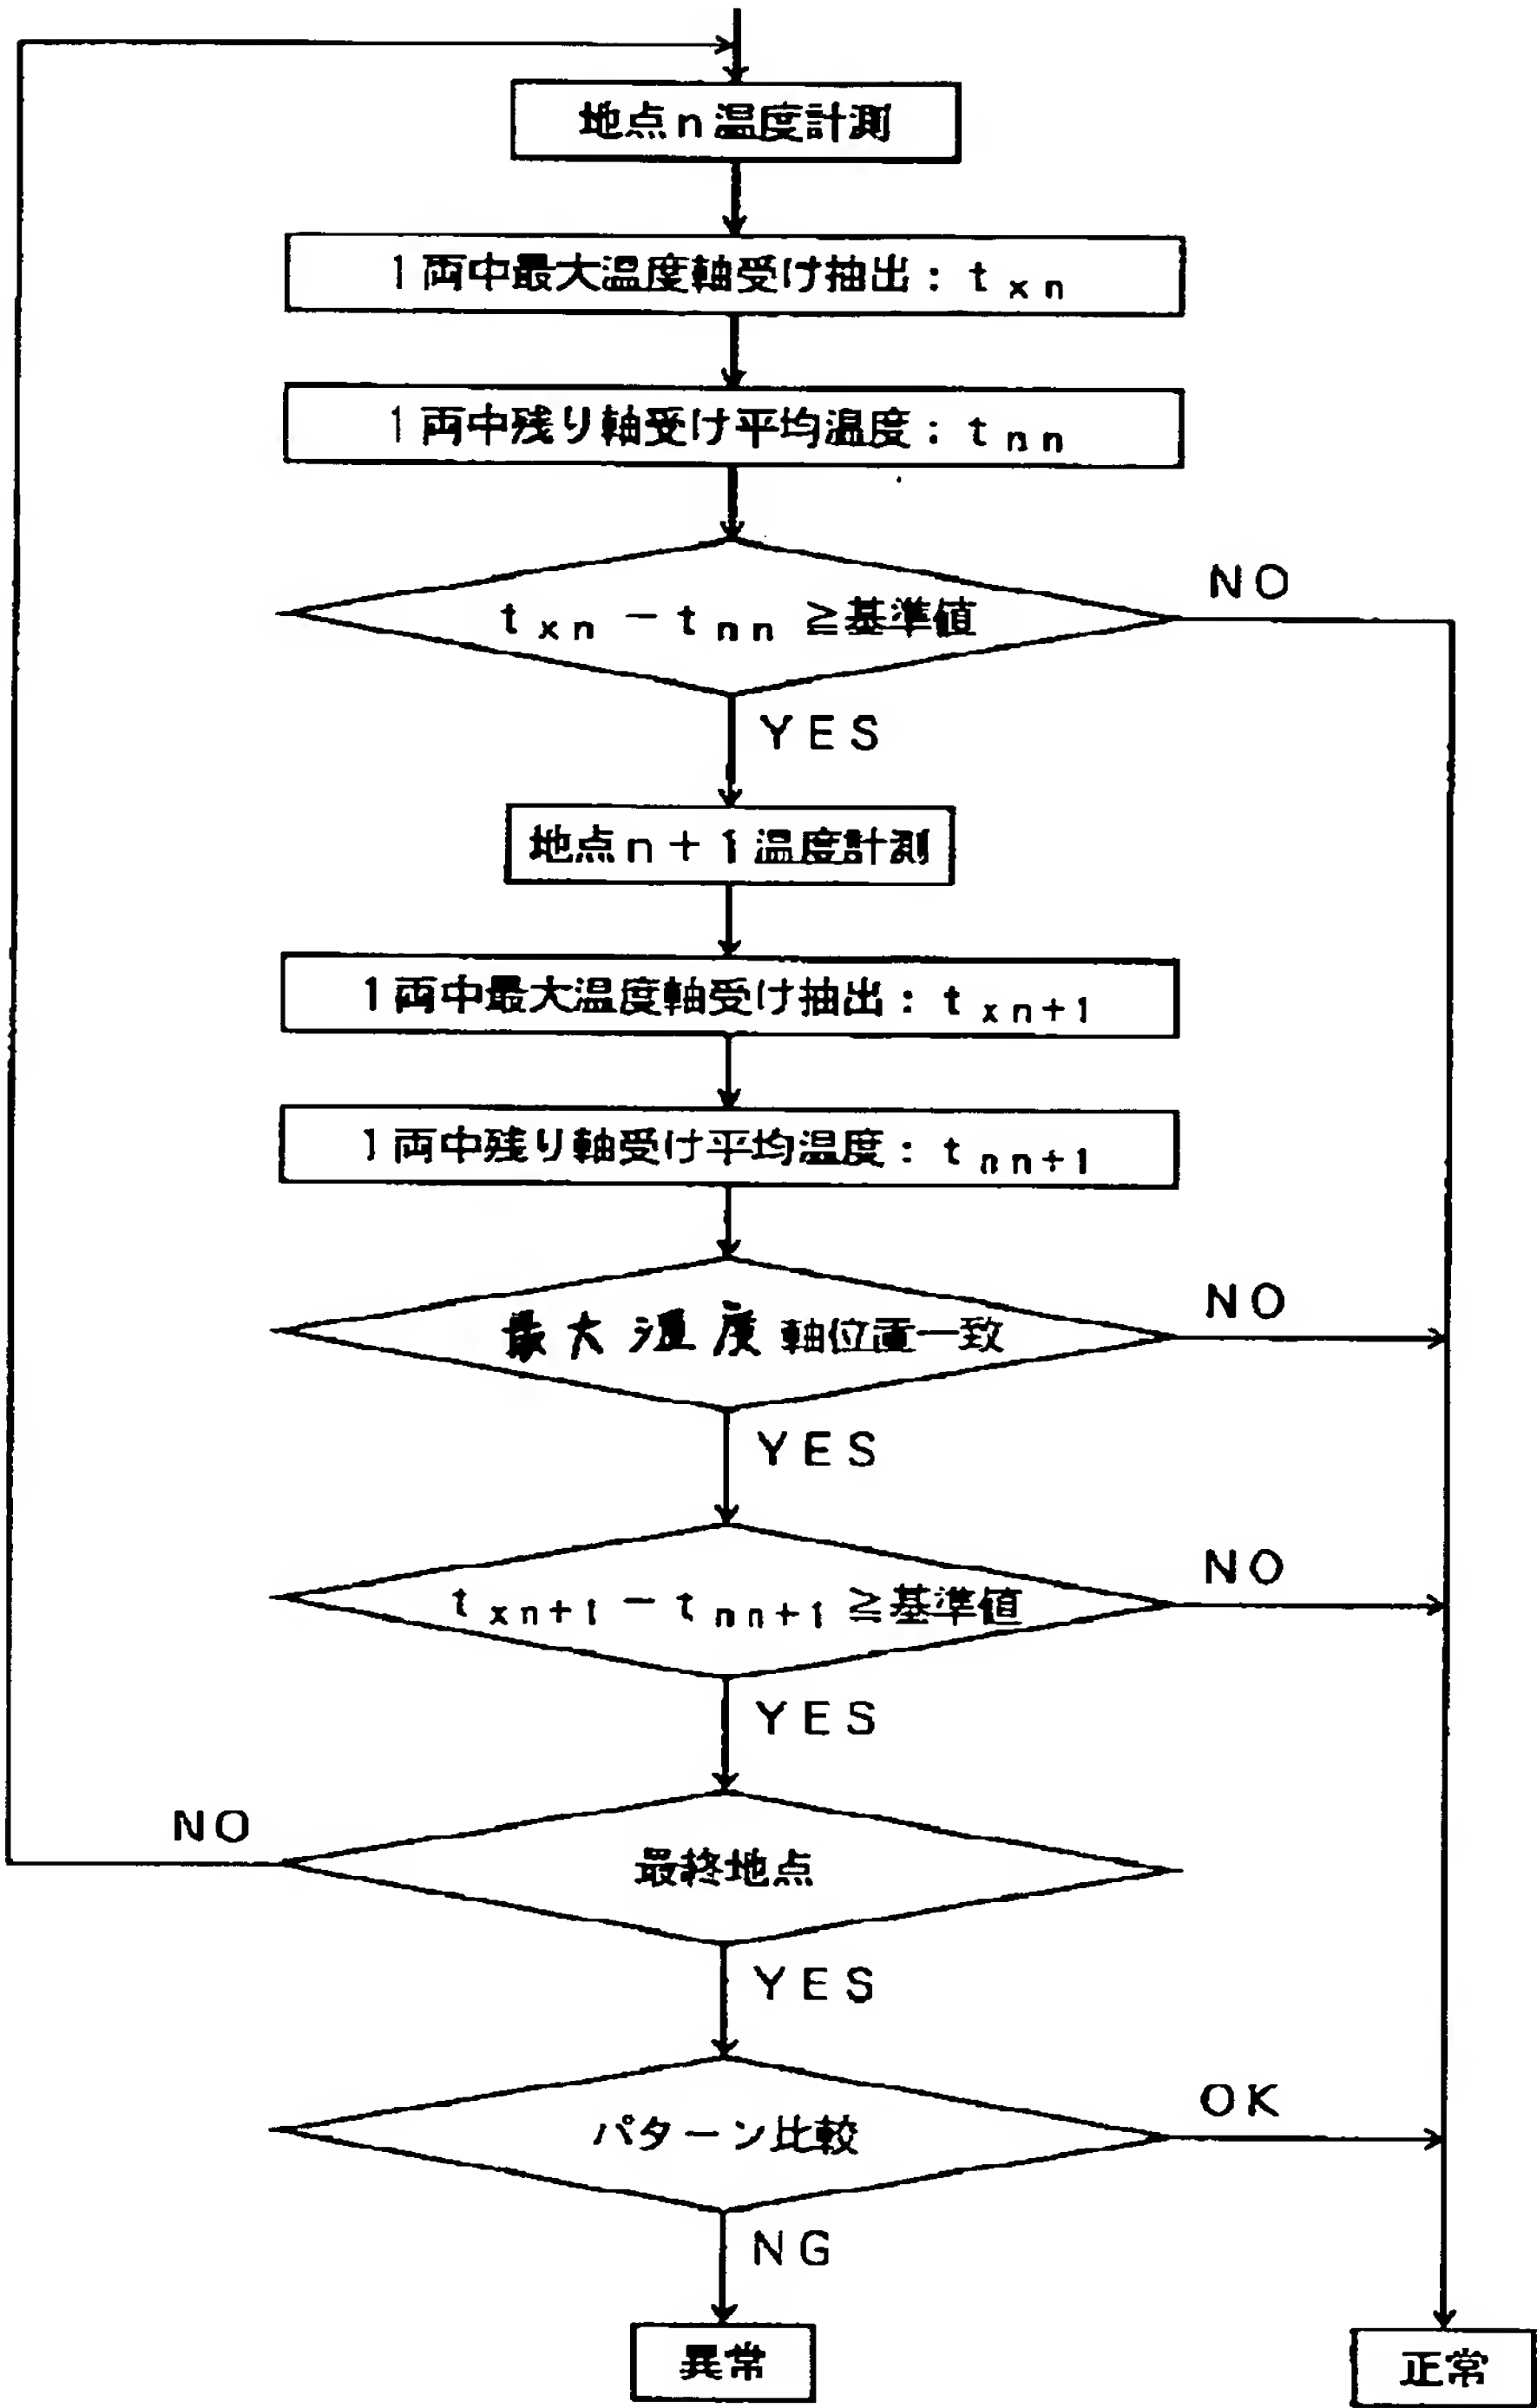 地点n温度計測
1両中最大温度軸受け抽出：t xn
1両中残り軸受け平均温度：t nn
t xn － t nn ≧基準値
NO
YES
地点n＋1温度計測
1両中最大温度軸受け抽出：t xn+1
1両中残り軸受け平均温度：t nn+1
最大温度軸位置一致
NO
YES
t xn+1 － t nn+1 ≧基準値
NO
YES
最終地点
NO
YES
パターン比較
OK
NG
異常
正常